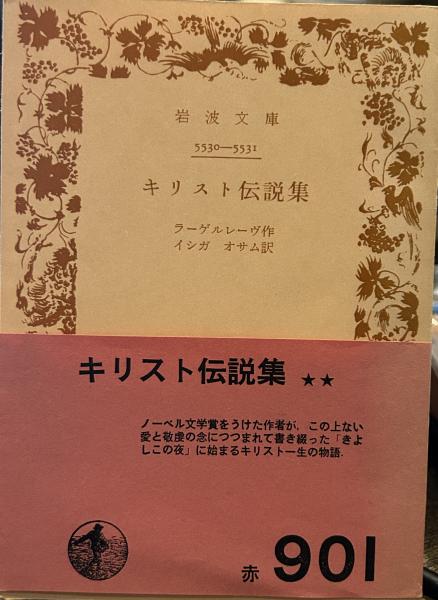 岩波文庫
5530—5531
キリスト伝説集
ラーゲルレーヴ作
イシガ オサム訳
キリスト伝説集 ★★
ノーベル文学賞をうけた作者が，この上ない
愛と敬虔の念につつまれて書き綴った「きよ
しこの夜」に始まるキリスト一生の物語．
赤 901